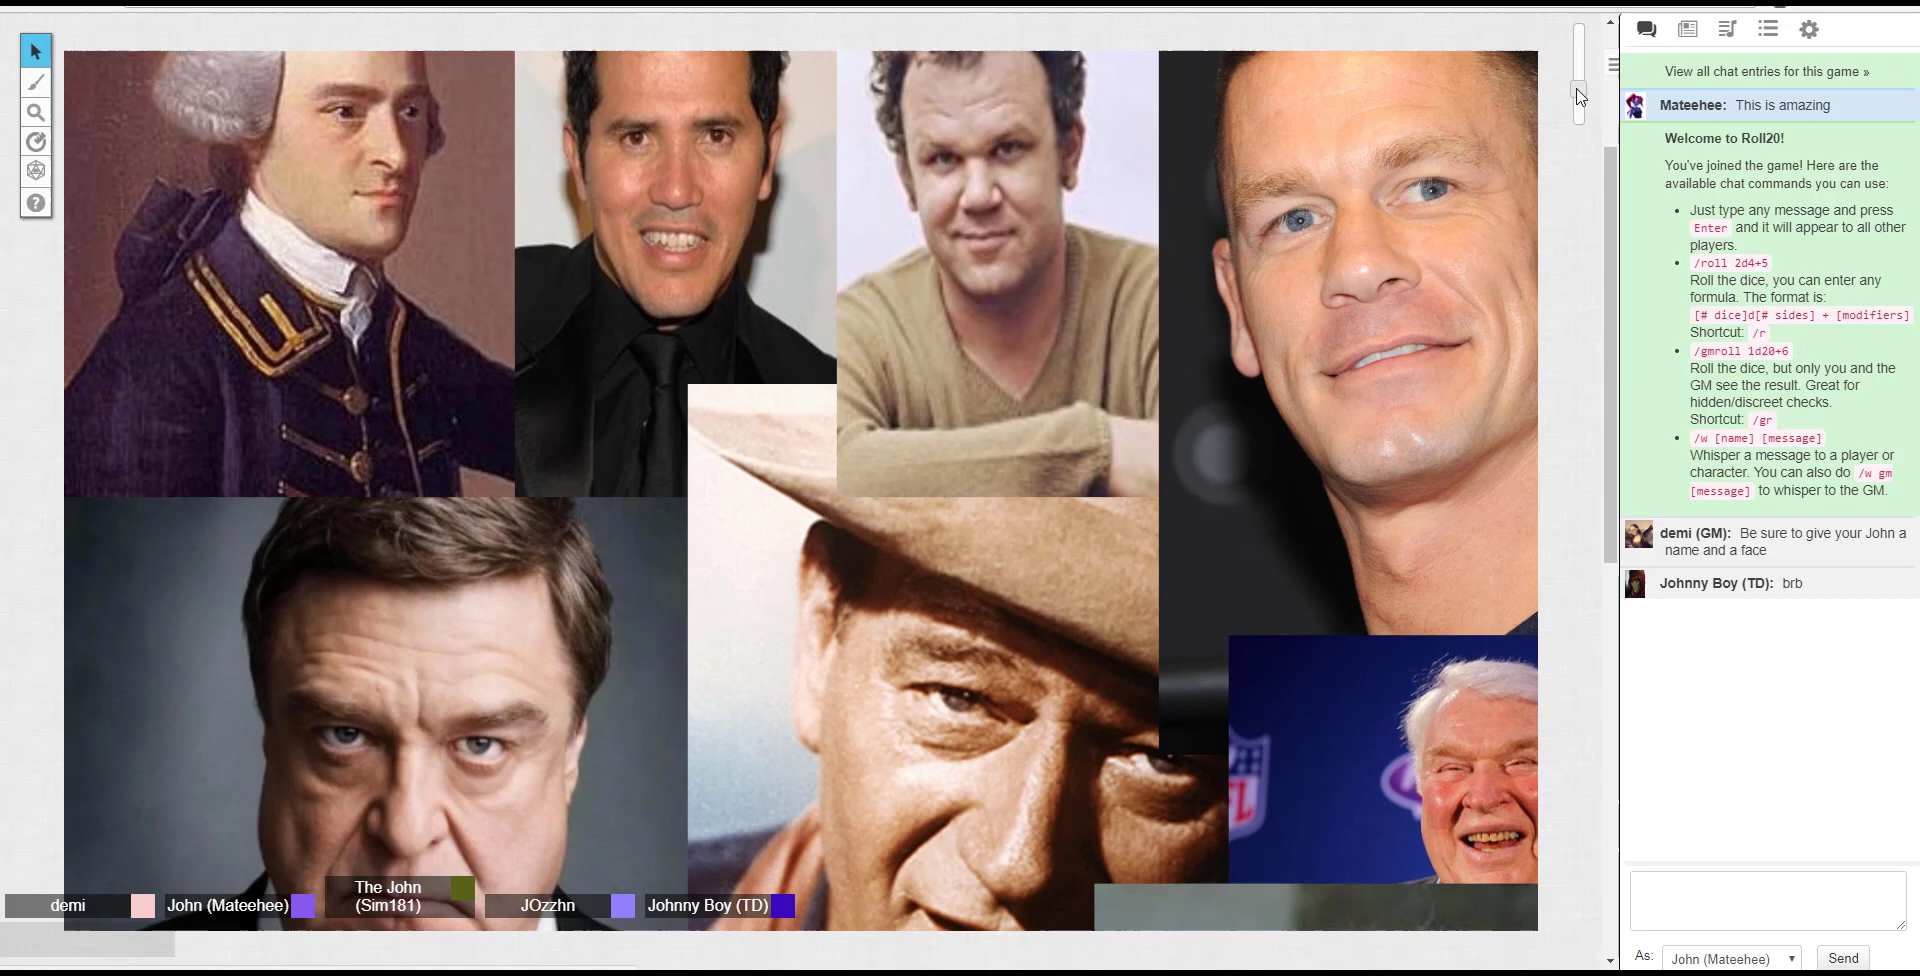 View all chat entries for this game »
Mateehee: This is amazing
Welcome to Roll20!
You've joined the game! Here are the
available chat commands you can use:
• Just type any message and press
Enter and it will appear to all other
players.
• /roll 2d4+5
Roll the dice, you can enter any
formula. The format is:
[# dice]d[# sides] + [modifiers]
Shortcut: /r
• /gmroll 1d20+6
Roll the dice, but only you and the
GM see the result. Great for
hidden/discreet checks.
Shortcut: /gr
• /w [name] [message]
Whisper a message to a player or
character. You can also do /w gm
[message] to whisper to the GM.
demi (GM): Be sure to give your John a
name and a face
Johnny Boy (TD): brb
demi
John (Mateehee)
The John
(Sim181)
JOzzhn
Johnny Boy (TD)
As: John (Mateehee)
Send